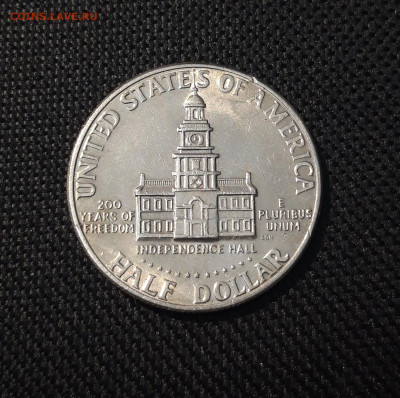 COINS.LAVE.RU
UNITED STATES OF AMERICA
200
YEARS OF
FREEDOM
E
PLURIBUS
UNUM
INDEPENDENCE HALL
HALF DOLLAR